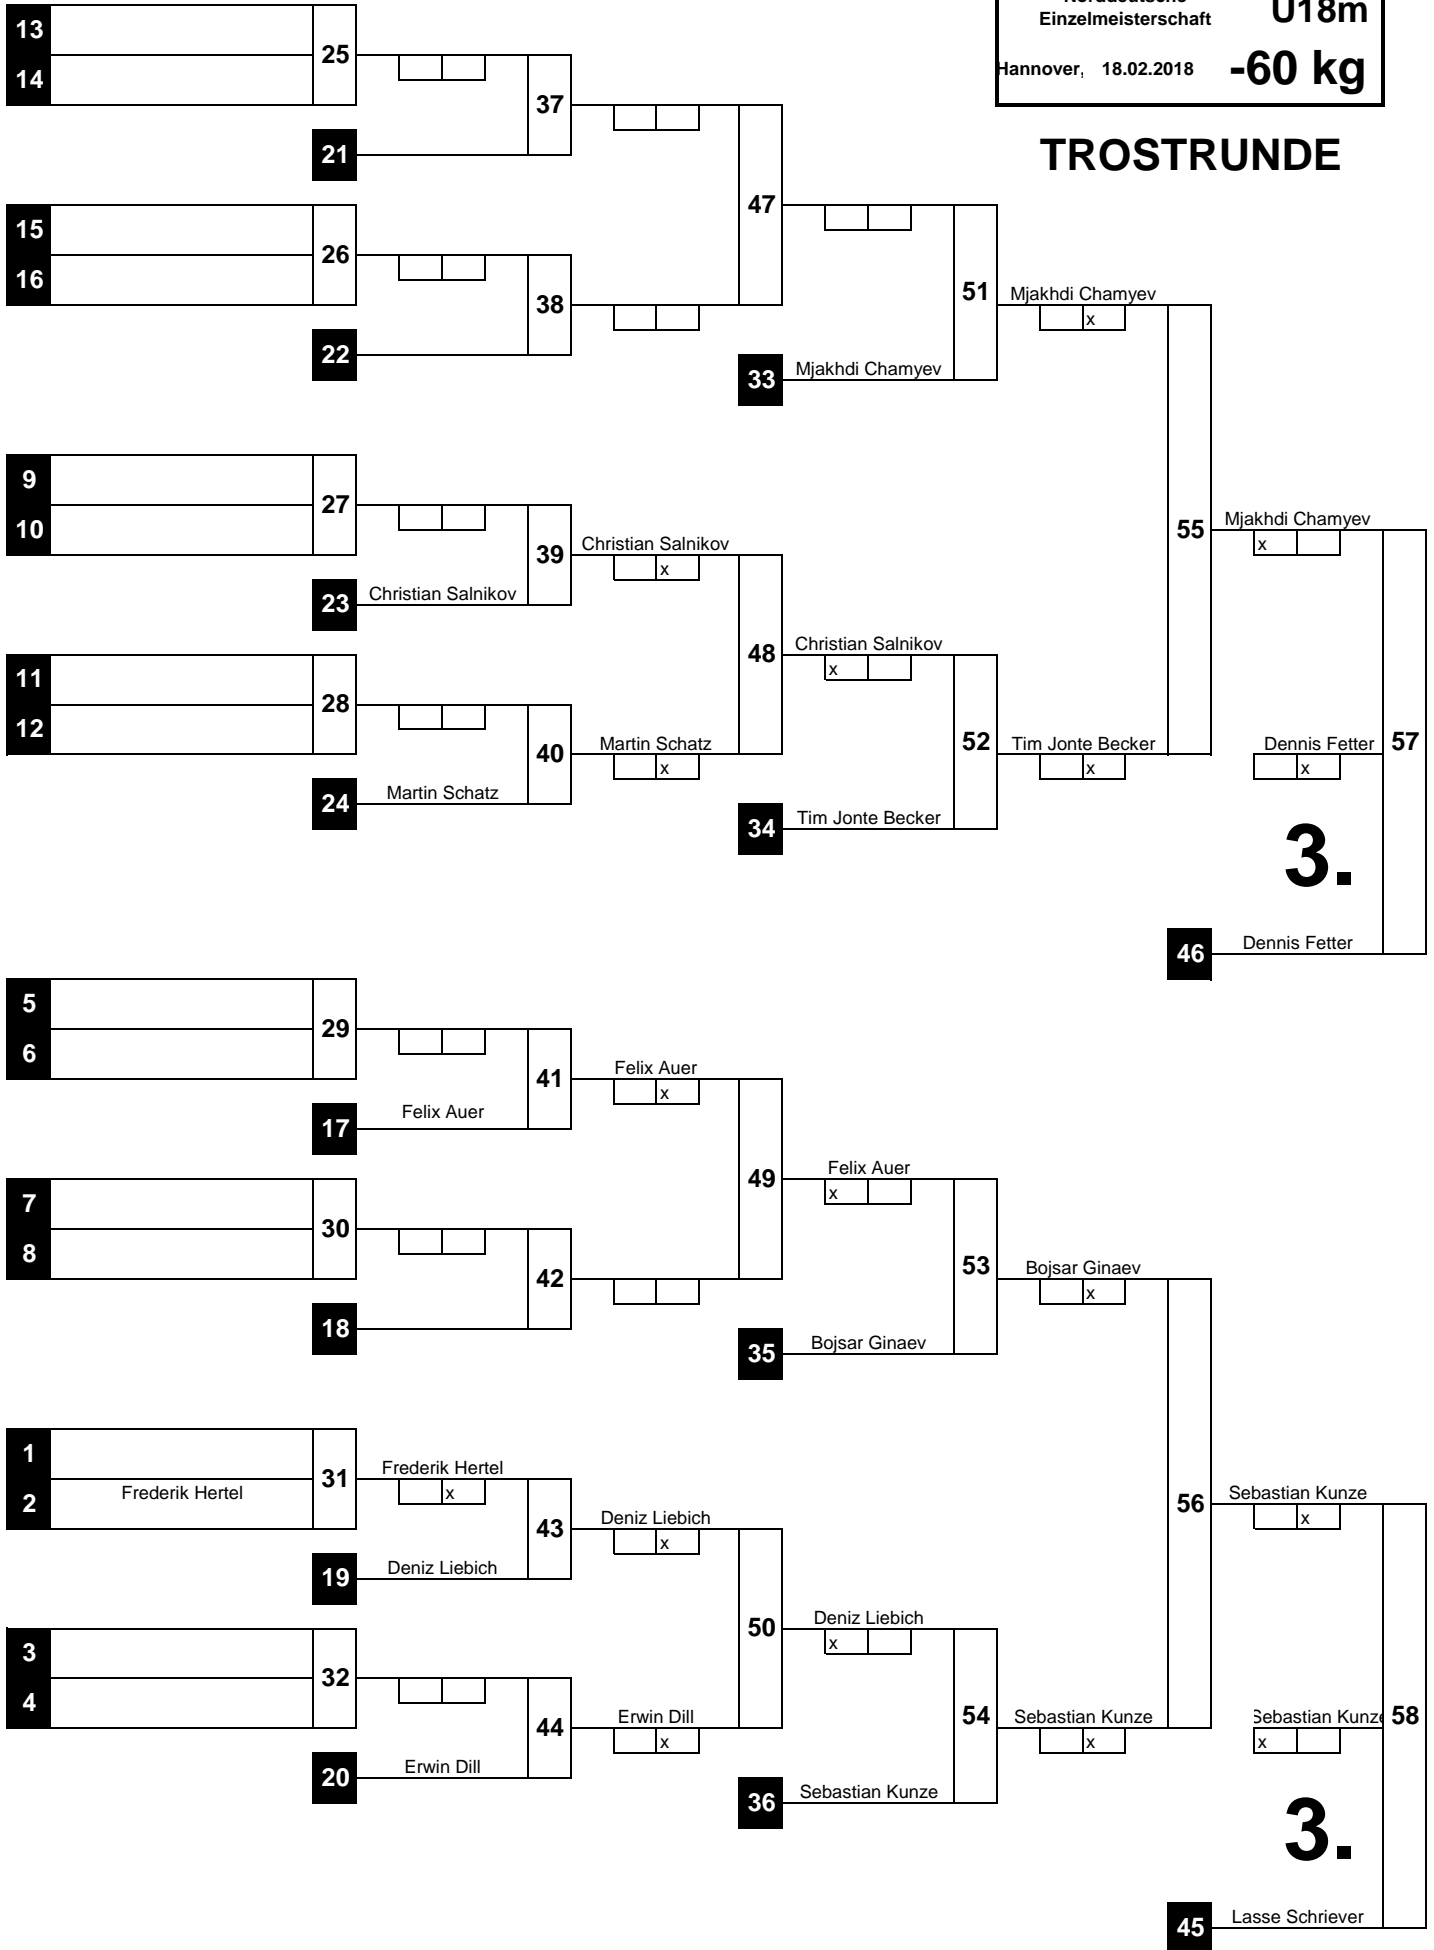 Norddeutsche
Einzelmeisterschaft U18m
Hannover, 18.02.2018 -60 kg
TROSTRUNDE
13
14
25
21
37
15
16
26
22
38
47
33 Mjakhdi Chamyev
51
Mjakhdi Chamyev
x
9
10
27
23 Christian Salnikov
39
Christian Salnikov
x
11
12
28
24 Martin Schatz
40
Martin Schatz
x
48
Christian Salnikov
x
34 Tim Jonte Becker
52
Tim Jonte Becker
x
55
Mjakhdi Chamyev
x
Dennis Fetter
x
57
3.
46 Dennis Fetter
5
6
29
17 Felix Auer
41
Felix Auer
x
7
8
30
18
42
49
Felix Auer
x
35 Bojsar Ginaev
53
Bojsar Ginaev
x
1
2 Frederik Hertel
31
Frederik Hertel
x
19 Deniz Liebich
43
Deniz Liebich
x
3
4
32
20 Erwin Dill
44
Erwin Dill
x
50
Deniz Liebich
x
36 Sebastian Kunze
54
Sebastian Kunze
x
56
Sebastian Kunze
x
Sebastian Kunze
x
58
3.
45 Lasse Schriever